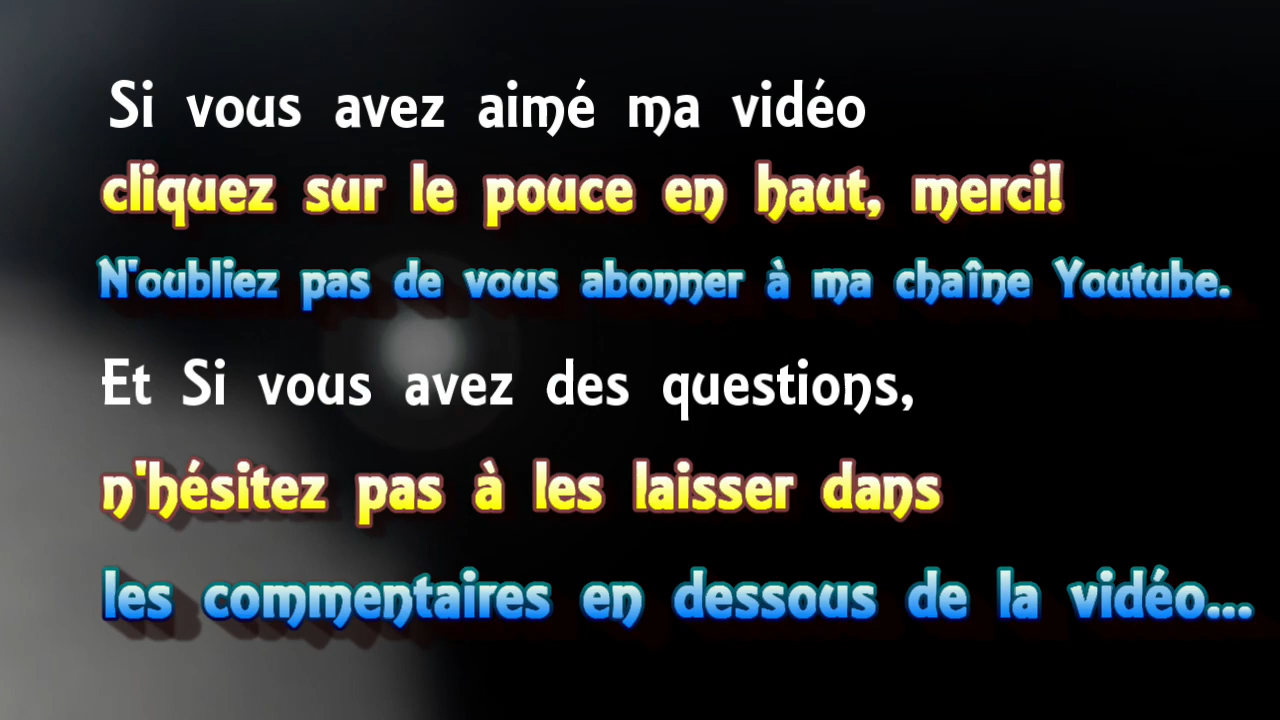 Si vous avez aimé ma vidéo
cliquez sur le pouce en haut, merci!
N'oubliez pas de vous abonner à ma chaîne Youtube.
Et Si vous avez des questions,
n'hésitez pas à les laisser dans
les commentaires en dessous de la vidéo...